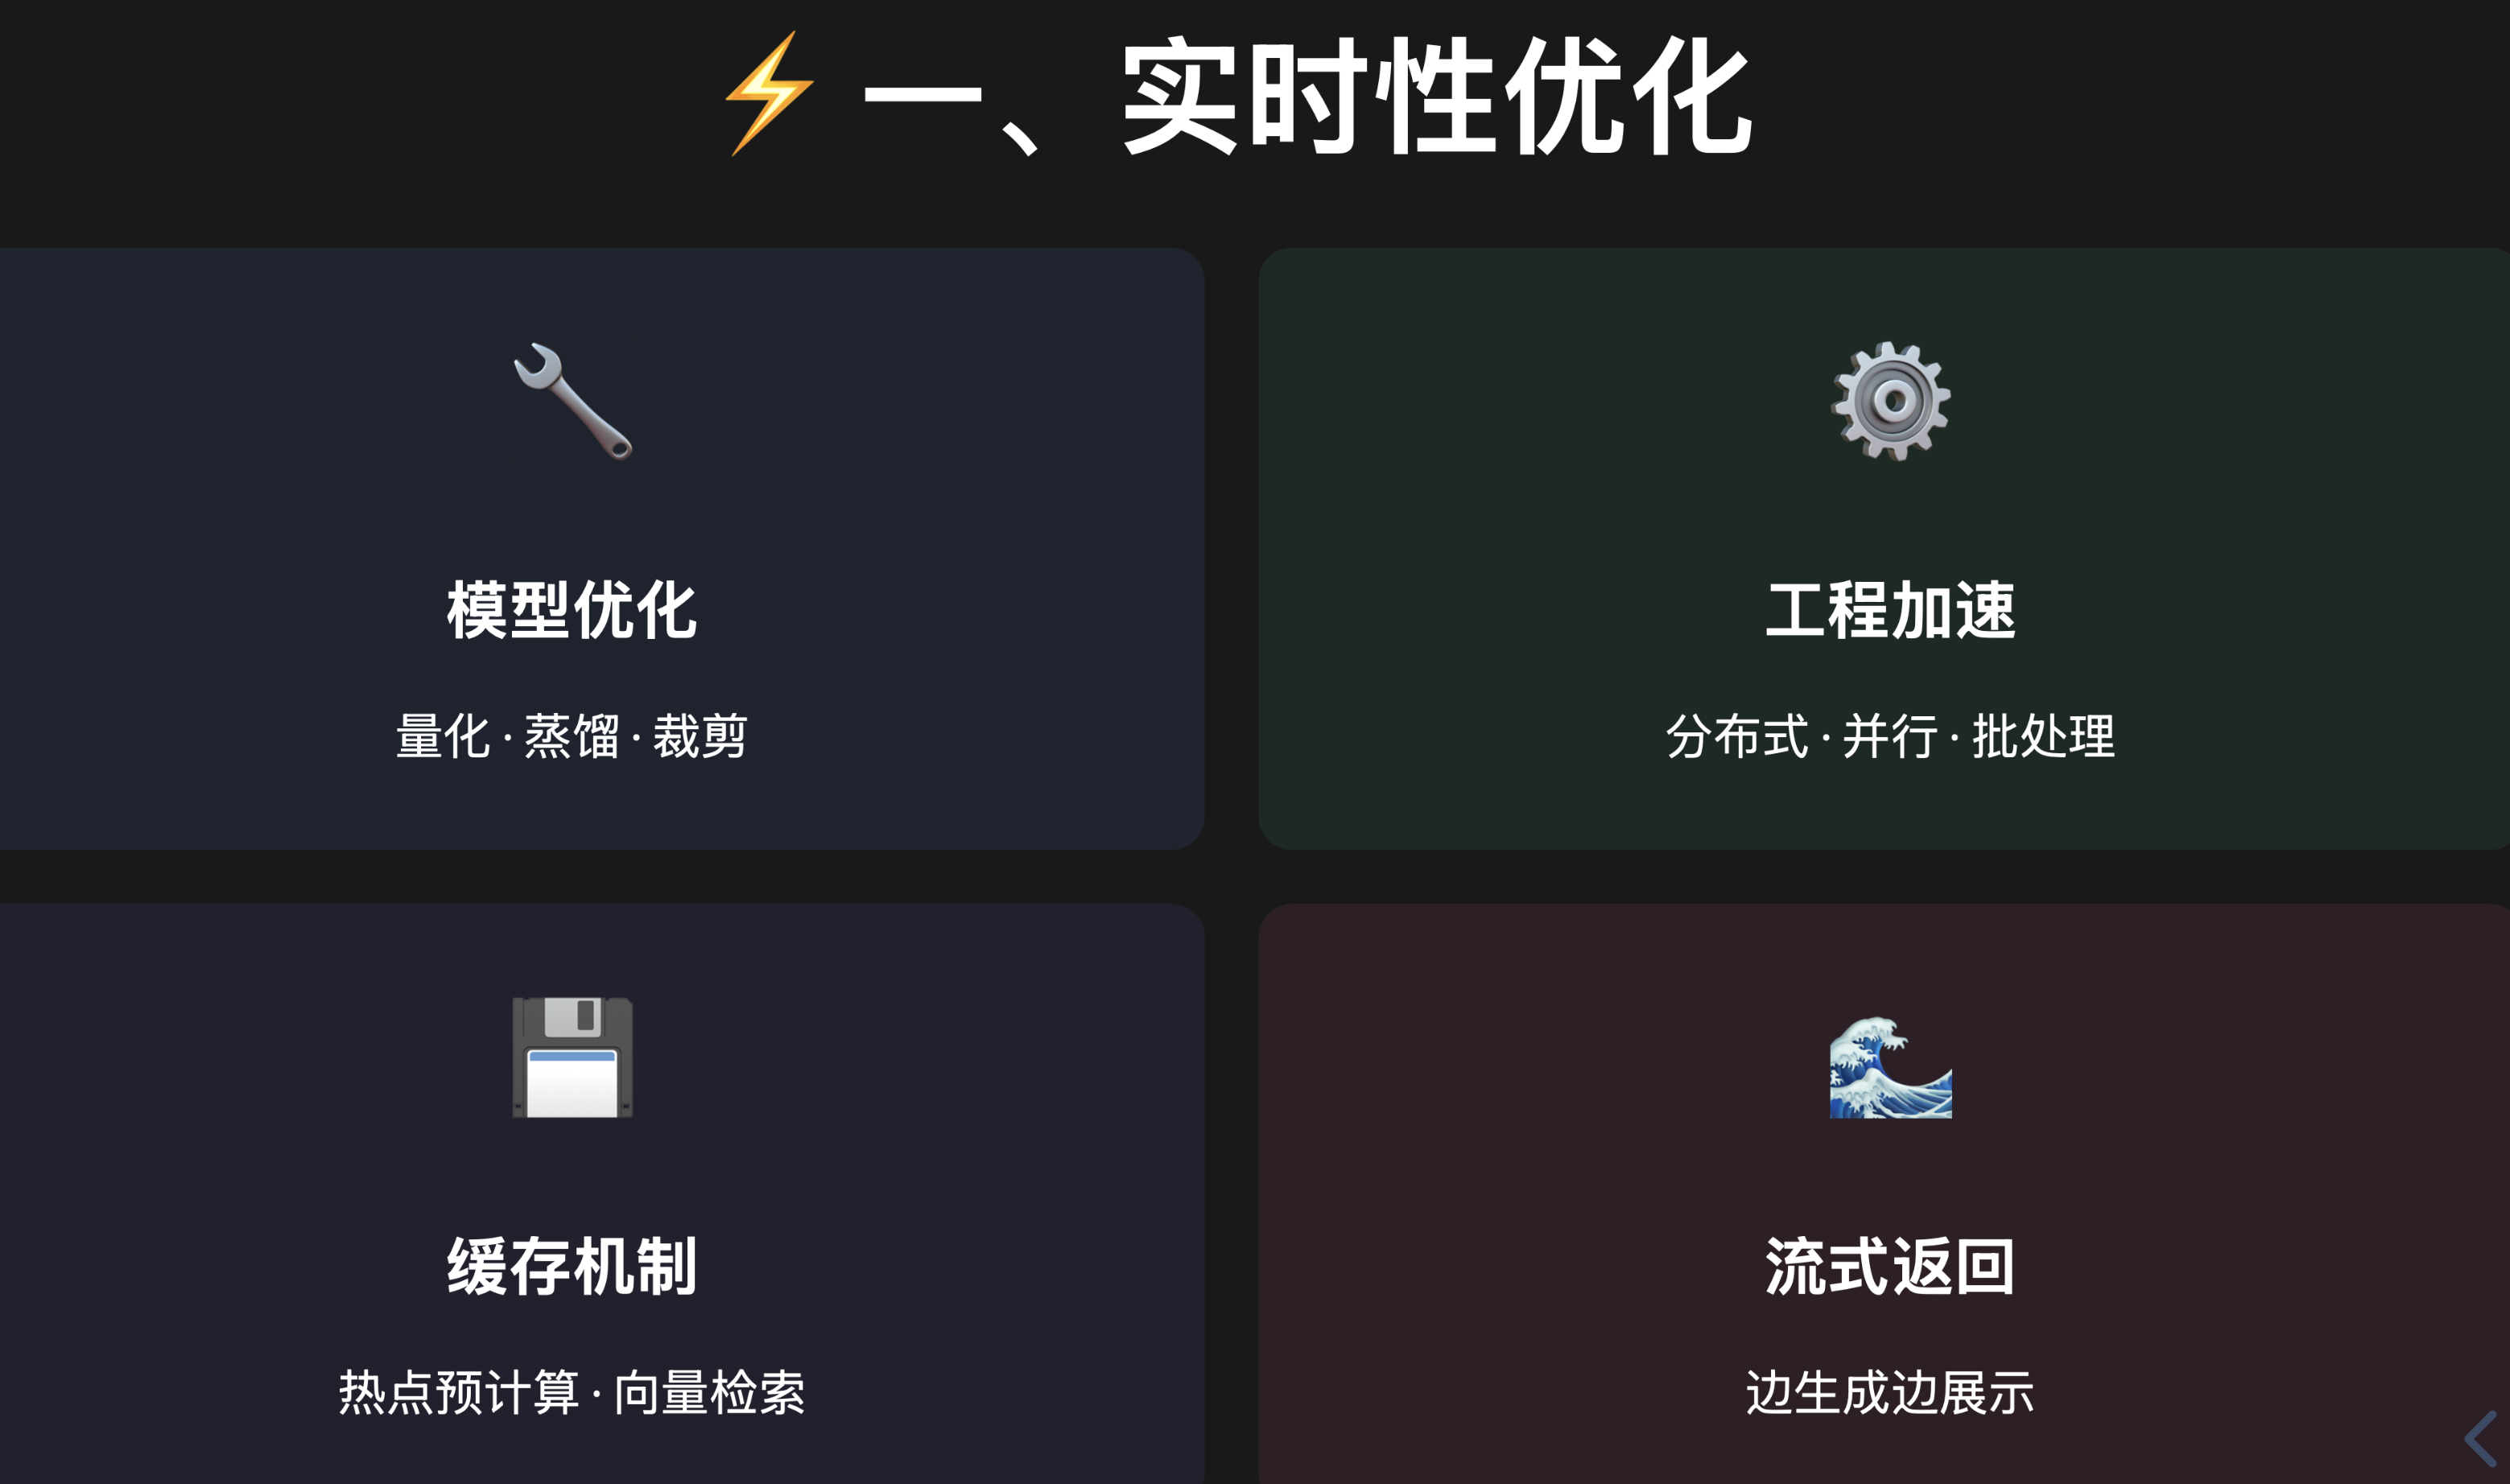 ⚡ 一、实时性优化
🔧
模型优化
量化 · 蒸馏 · 裁剪
⚙️
工程加速
分布式 · 并行 · 批处理
💾
缓存机制
热点预计算 · 向量检索
🌊
流式返回
边生成边展示